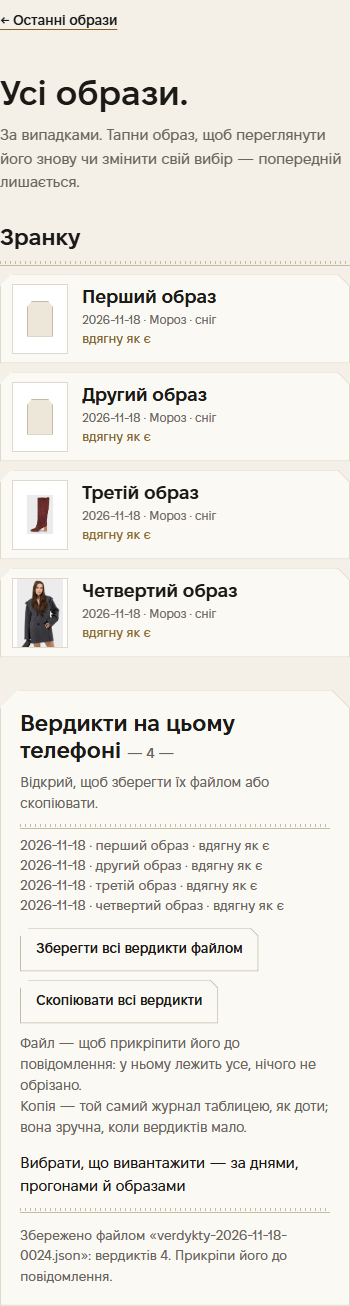 ← Останні образи
Усі образи.
За випадками. Тапни образ, щоб переглянути
його знову чи змінити свій вибір — попередній
лишається.
Зранку
Перший образ
2026-11-18 · Мороз · сніг
вдягну як є
Другий образ
2026-11-18 · Мороз · сніг
вдягну як є
Третій образ
2026-11-18 · Мороз · сніг
вдягну як є
Четвертий образ
2026-11-18 · Мороз · сніг
вдягну як є
Вердикти на цьому
телефоні — 4 —
Відкрий, щоб зберегти їх файлом або
скопіювати.
2026-11-18 · перший образ · вдягну як є
2026-11-18 · другий образ · вдягну як є
2026-11-18 · третій образ · вдягну як є
2026-11-18 · четвертий образ · вдягну як є
Зберегти всі вердикти файлом
Скопіювати всі вердикти
Файл — щоб прикріпити його до
повідомлення: у ньому лежить усе, нічого не
обрізано.
Копія — той самий журнал таблицею, як доти;
вона зручна, коли вердиктів мало.
Вибрати, що вивантажити — за днями,
прогонами й образами
Збережено файлом «verdykty-2026-11-18-
0024.json»: вердиктів 4. Прикріпи його до
повідомлення.